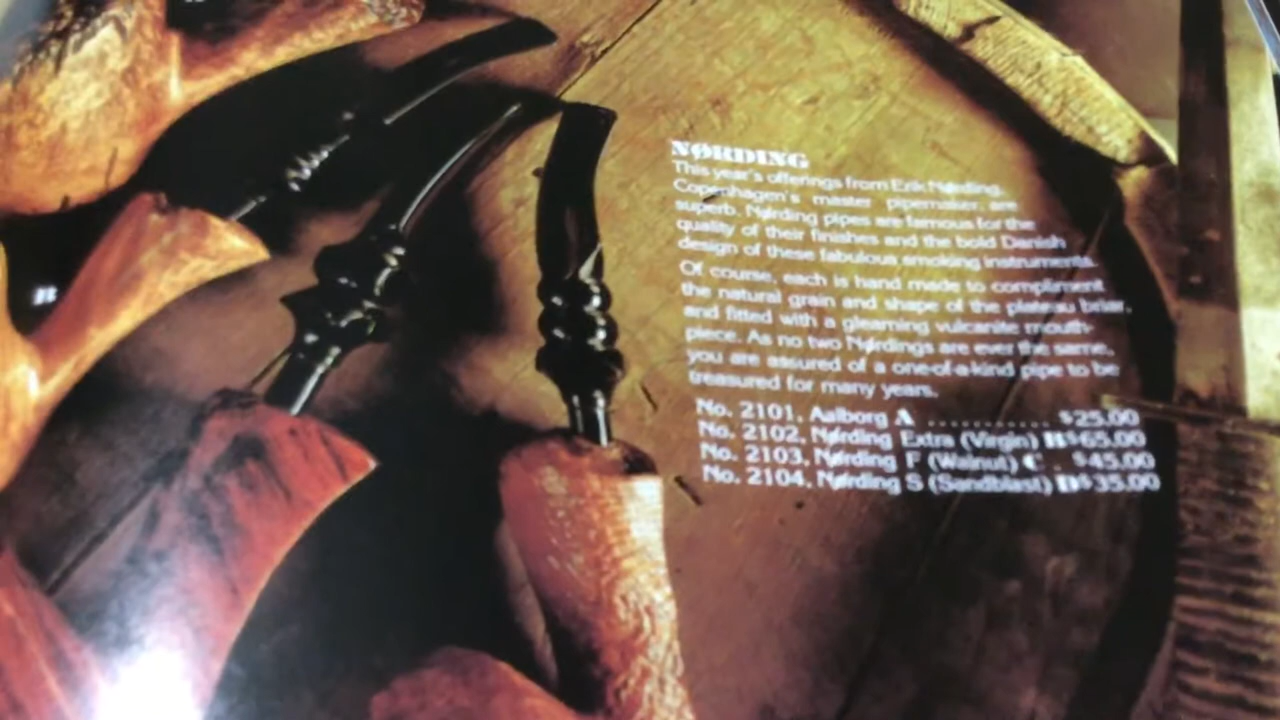 NØRDING
This year's offerings from Erik Nørding,
Copenhagen's master pipemaker, are
superb. Nørding pipes are famous for the
quality of their finishes and the bold Danish
design of these fabulous smoking instruments.
Of course, each is hand made to compliment
the natural grain and shape of the plateau briar,
and fitted with a gleaming vulcanite mouth-
piece. As no two Nørdings are ever the same,
you are assured of a one-of-a-kind pipe to be
treasured for many years.
No. 2101, Aalborg A ........... $25.00
No. 2102, Nørding Extra (Virgin) B $65.00
No. 2103, Nørding F (Walnut) C . $45.00
No. 2104, Nørding S (Sandblast) D $35.00
B